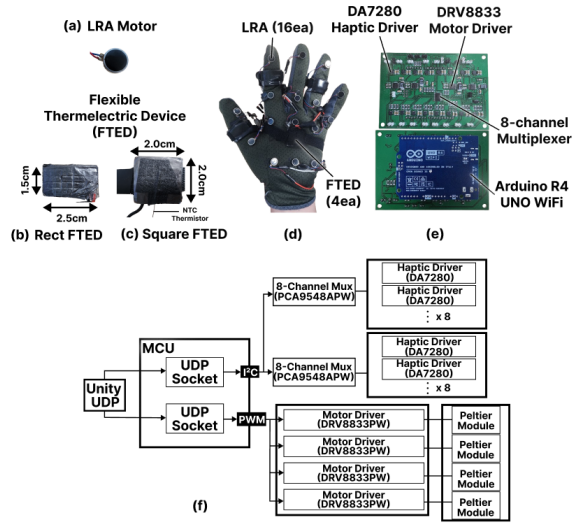 (a) LRA Motor
Flexible
Thermelectric Device
(FTED)
2.0cm
1.5cm
2.0cm
2.5cm
NTC
Thermistor
(b) Rect FTED
(c) Square FTED
LRA (16ea)
FTED
(4ea)
(d)
DA7280
Haptic Driver
DRV8833
Motor Driver
8-channel
Multiplexer
ARDUINO
Arduino R4
UNO WiFi
(e)
Unity
UDP
MCU
UDP
Socket
UDP
Socket
I²C
PWM
8-Channel Mux
(PCA9548APW)
8-Channel Mux
(PCA9548APW)
Haptic Driver
(DA7280)
Haptic Driver
(DA7280)
⋮ x 8
Haptic Driver
(DA7280)
Haptic Driver
(DA7280)
⋮ x 8
Motor Driver
(DRV8833PW)
Motor Driver
(DRV8833PW)
Motor Driver
(DRV8833PW)
Motor Driver
(DRV8833PW)
Peltier
Module
Peltier
Module
Peltier
Module
Peltier
Module
(f)